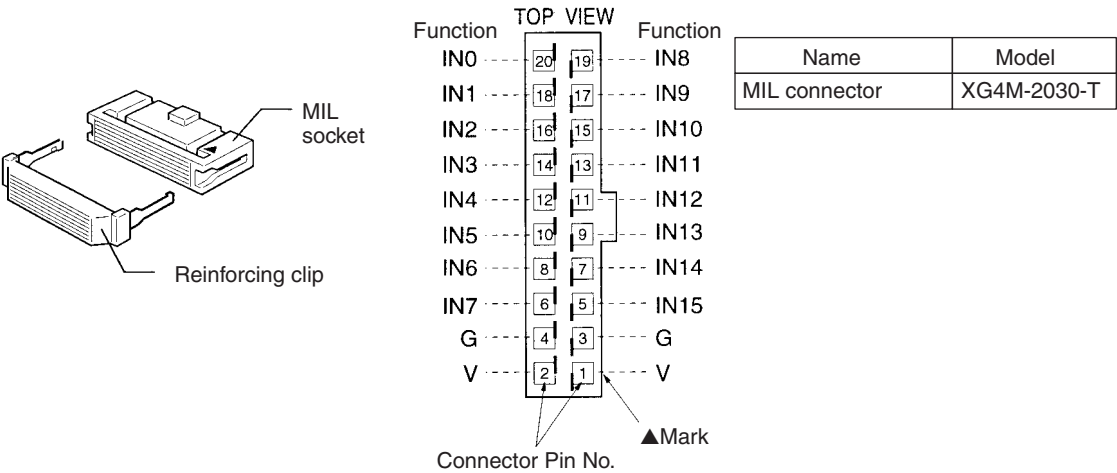 MIL
socket
Reinforcing clip
TOP VIEW
Function Function
IN0 20 19 IN8
IN1 18 17 IN9
IN2 16 15 IN10
IN3 14 13 IN11
IN4 12 11 IN12
IN5 10 9 IN13
IN6 8 7 IN14
IN7 6 5 IN15
G 4 3 G
V 2 1 V
▲Mark
Connector Pin No.
Name Model
MIL connector XG4M-2030-T